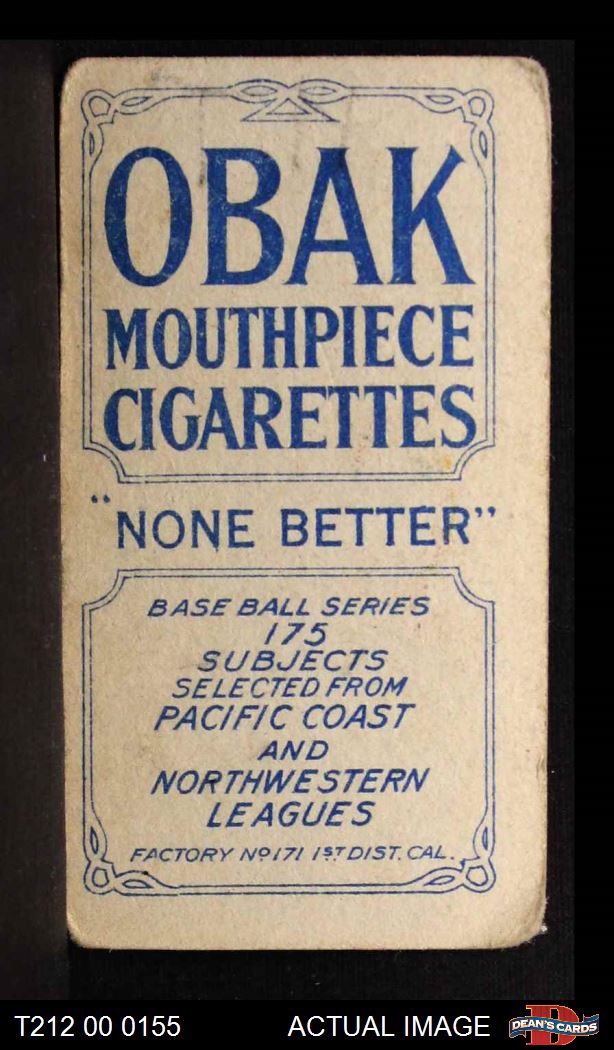 OBAK
MOUTHPIECE
CIGARETTES
"NONE BETTER"
BASE BALL SERIES
175
SUBJECTS
SELECTED FROM
PACIFIC COAST
AND
NORTHWESTERN
LEAGUES
FACTORY Nº 171 1ST DIST. CAL.
T212 00 0155
ACTUAL IMAGE
D
DEAN'S CARDS